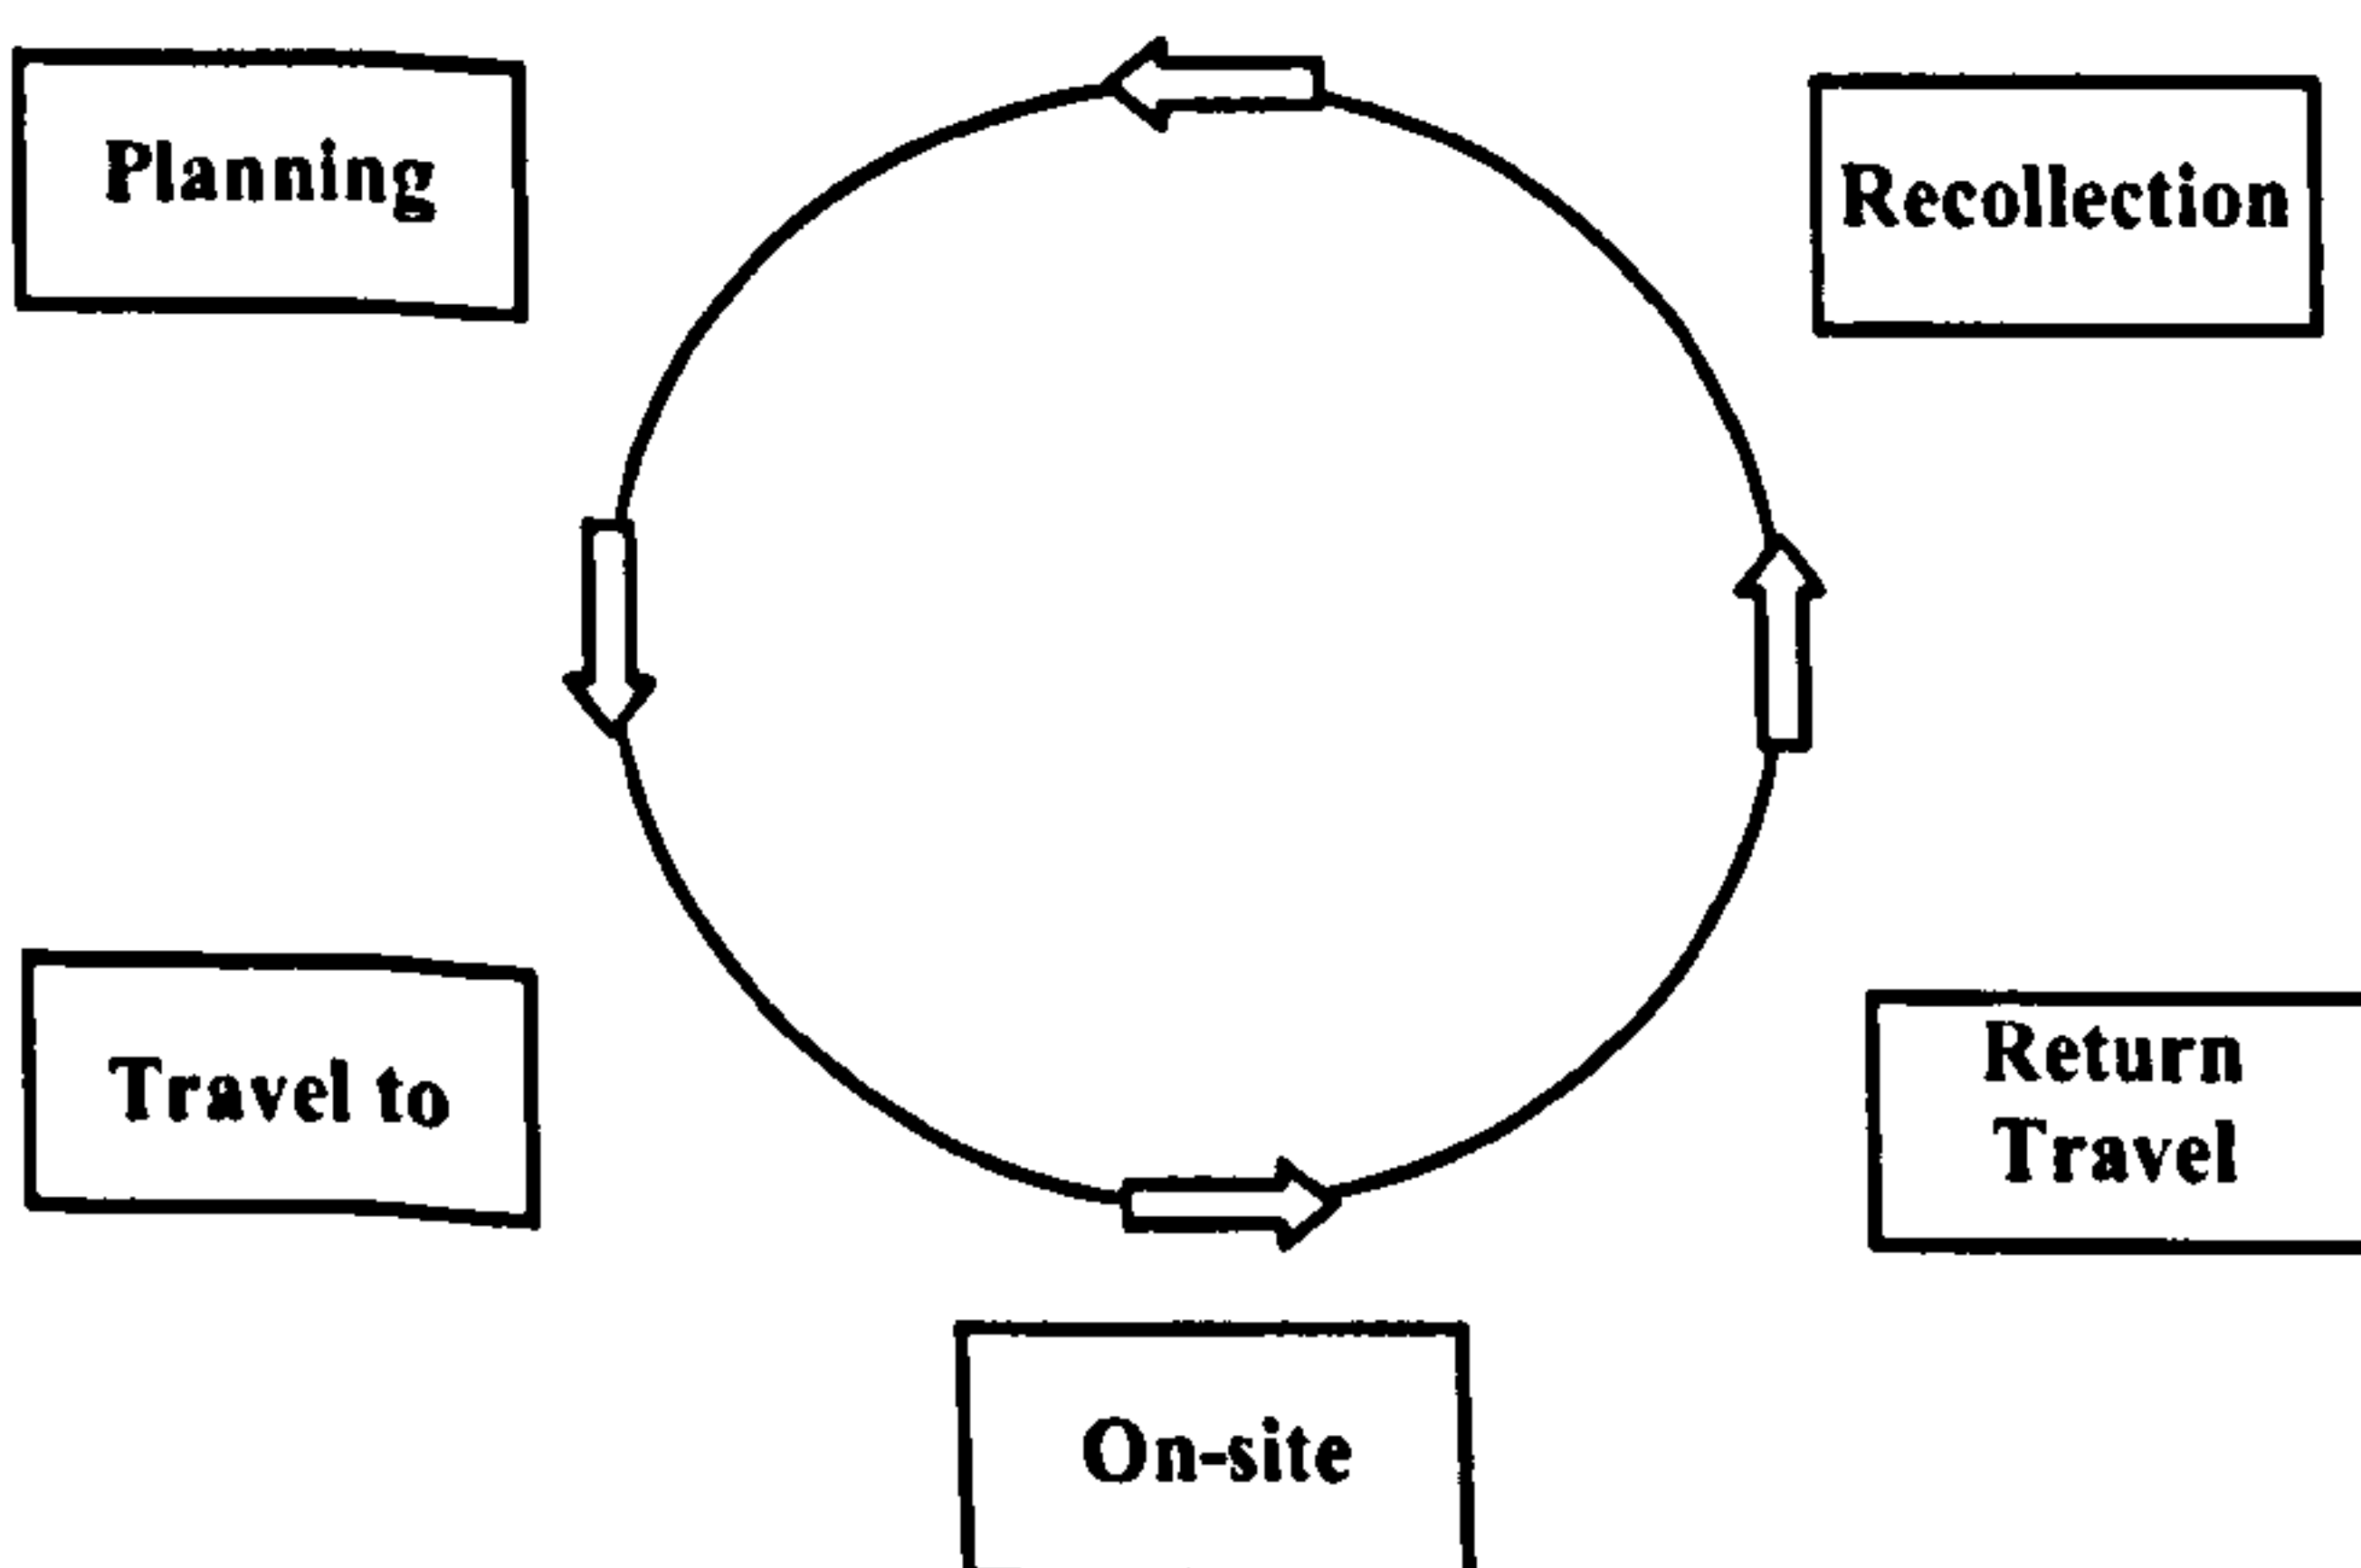 Planning
Recollection
Travel to
Return
Travel
On-site